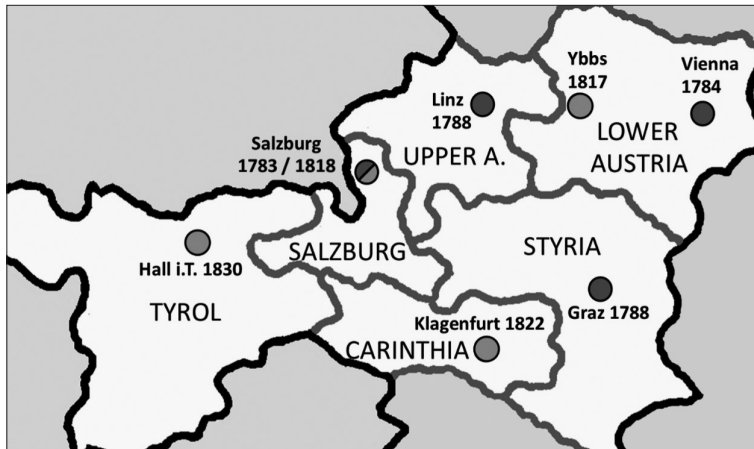 Ybbs
1817
Vienna
1784
Linz
1788
LOWER
AUSTRIA
Salzburg
1783 / 1818
UPPER A.
STYRIA
SALZBURG
Hall i.T. 1830
TYROL
Graz 1788
Klagenfurt 1822
CARINTHIA